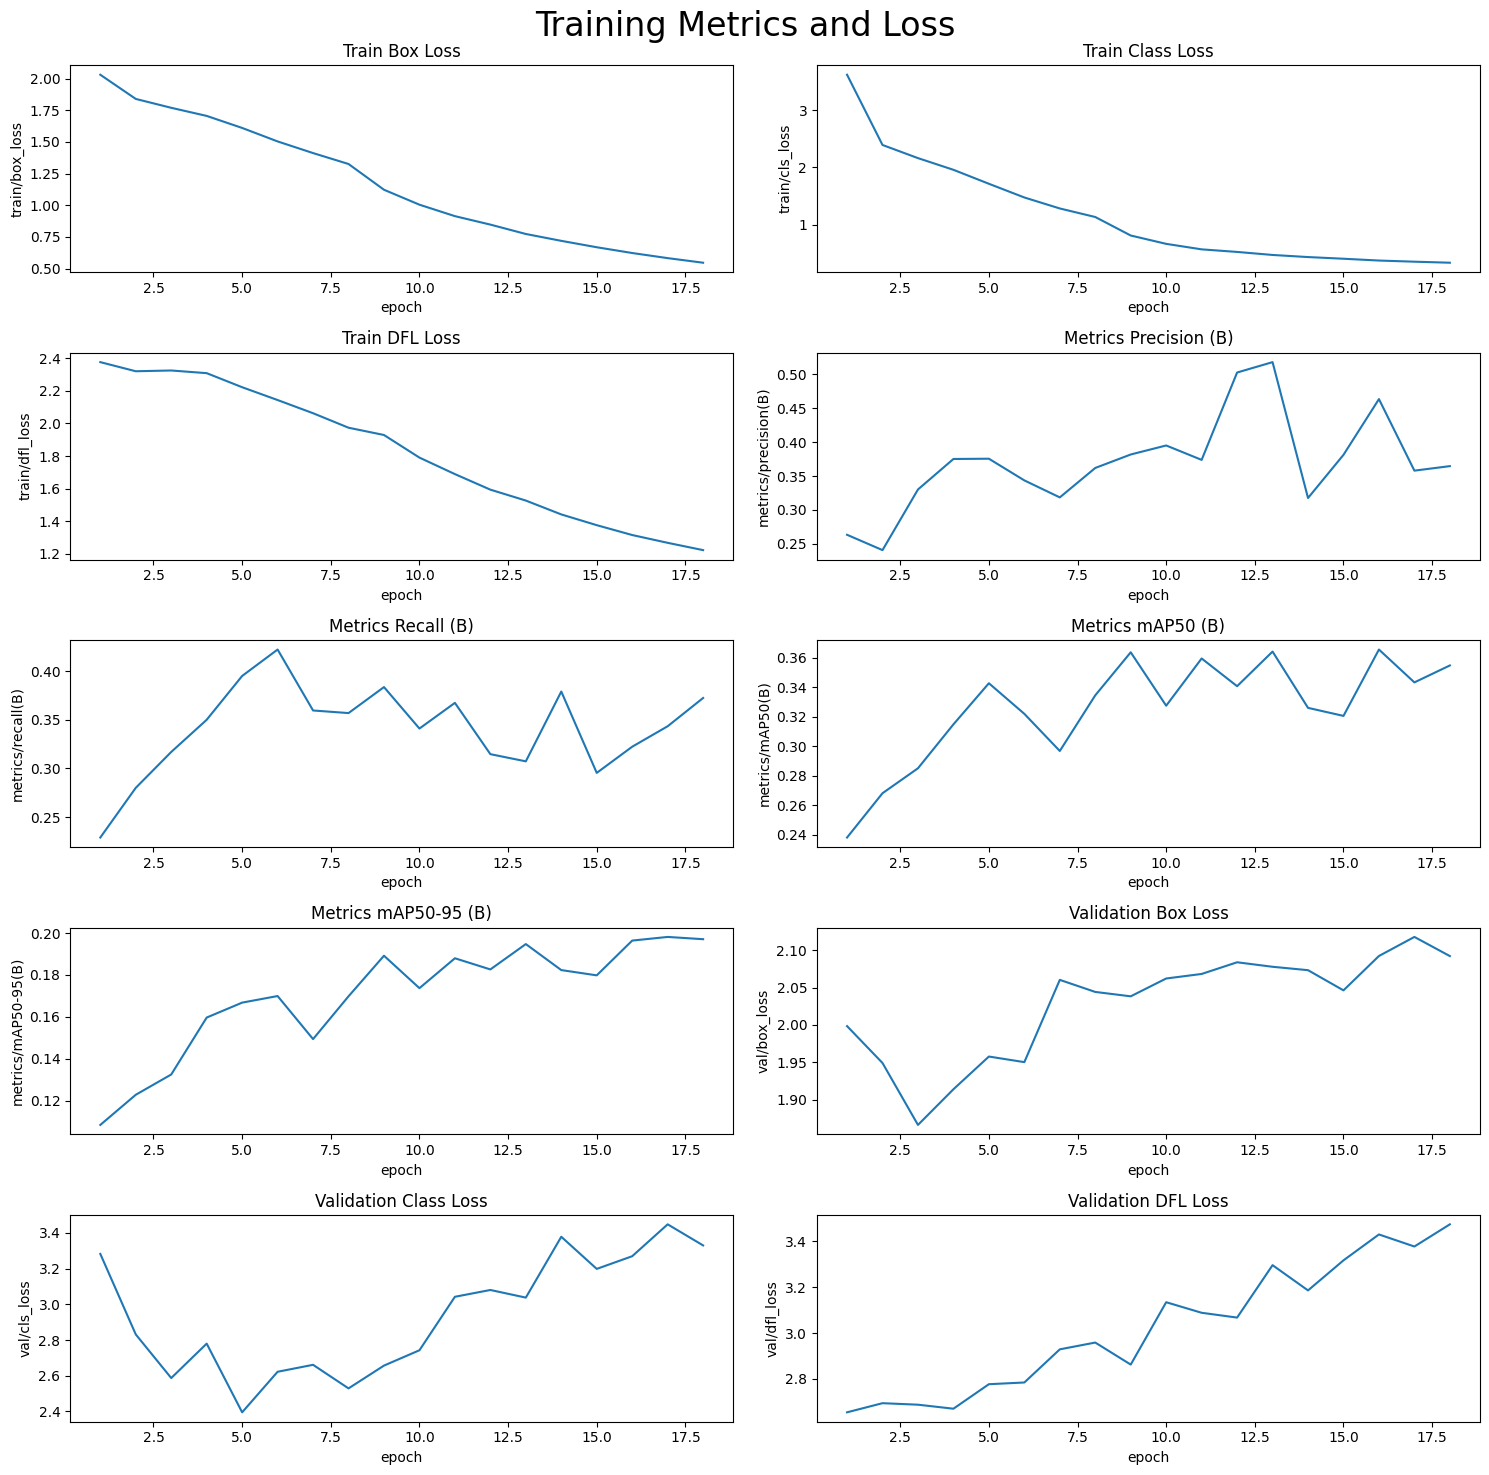 Training Metrics and Loss
Train Box Loss
train/box_loss
2.00
1.75
1.50
1.25
1.00
0.75
0.50
2.5 5.0 7.5 10.0 12.5 15.0 17.5
epoch
Train Class Loss
train/cls_loss
3
2
1
2.5 5.0 7.5 10.0 12.5 15.0 17.5
epoch
Train DFL Loss
train/dfl_loss
2.4
2.2
2.0
1.8
1.6
1.4
1.2
2.5 5.0 7.5 10.0 12.5 15.0 17.5
epoch
Metrics Precision (B)
metrics/precision(B)
0.50
0.45
0.40
0.35
0.30
0.25
2.5 5.0 7.5 10.0 12.5 15.0 17.5
epoch
Metrics Recall (B)
metrics/recall(B)
0.40
0.35
0.30
0.25
2.5 5.0 7.5 10.0 12.5 15.0 17.5
epoch
Metrics mAP50 (B)
metrics/mAP50(B)
0.36
0.34
0.32
0.30
0.28
0.26
0.24
2.5 5.0 7.5 10.0 12.5 15.0 17.5
epoch
Metrics mAP50-95 (B)
metrics/mAP50-95(B)
0.20
0.18
0.16
0.14
0.12
2.5 5.0 7.5 10.0 12.5 15.0 17.5
epoch
Validation Box Loss
val/box_loss
2.10
2.05
2.00
1.95
1.90
2.5 5.0 7.5 10.0 12.5 15.0 17.5
epoch
Validation Class Loss
val/cls_loss
3.4
3.2
3.0
2.8
2.6
2.4
2.5 5.0 7.5 10.0 12.5 15.0 17.5
epoch
Validation DFL Loss
val/dfl_loss
3.4
3.2
3.0
2.8
2.5 5.0 7.5 10.0 12.5 15.0 17.5
epoch